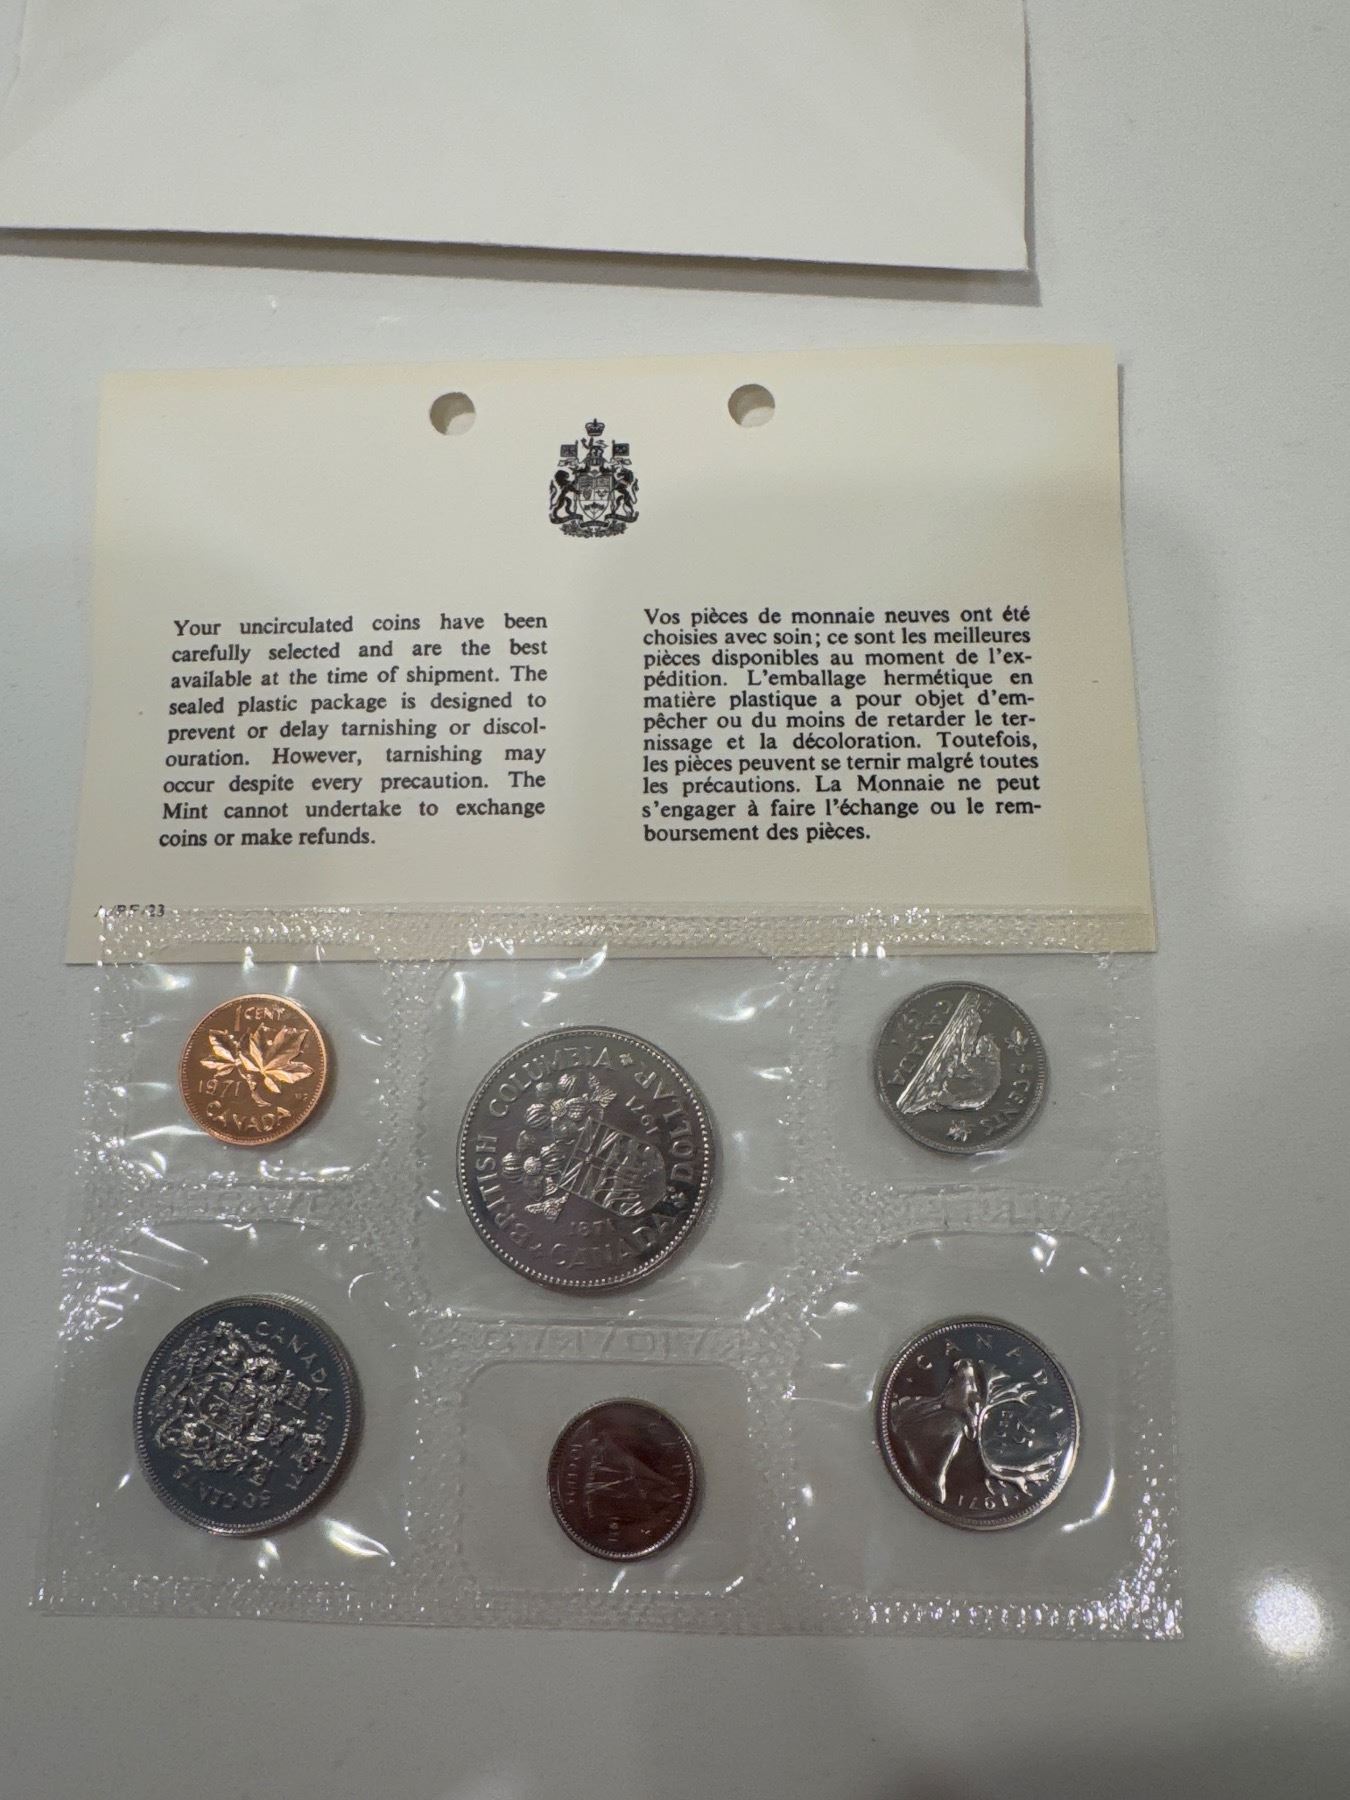 Your uncirculated coins have been
carefully selected and are the best
available at the time of shipment. The
sealed plastic package is designed to
prevent or delay tarnishing or discol-
ouration. However, tarnishing may
occur despite every precaution. The
Mint cannot undertake to exchange
coins or make refunds.
Vos pièces de monnaie neuves ont été
choisies avec soin; ce sont les meilleures
pièces disponibles au moment de l'ex-
pédition. L'emballage hermétique en
matière plastique a pour objet d'em-
pêcher ou du moins de retarder le ter-
nissage et la décoloration. Toutefois,
les pièces peuvent se ternir malgré toutes
les précautions. La Monnaie ne peut
s'engager à faire l'échange ou le rem-
boursement des pièces.
1 CENT
1971
CANADA
BRITISH COLUMBIA
1971
1871
CANADA DOLLAR
CANADA
1971
5 CENTS
CANADA
1971
50 CENTS
1971
CANADA
1971